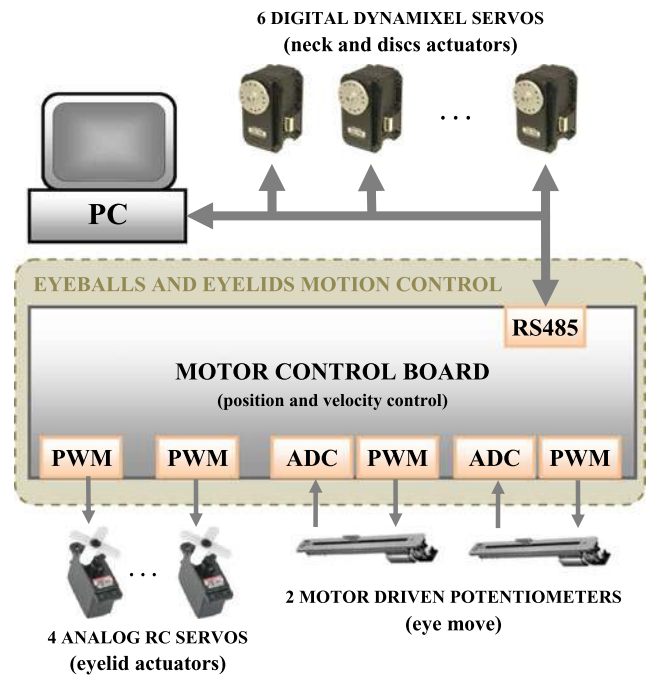 6 DIGITAL DYNAMIXEL SERVOS
(neck and discs actuators)
. . .
PC
EYEBALLS AND EYELIDS MOTION CONTROL
RS485
MOTOR CONTROL BOARD
(position and velocity control)
PWM PWM ADC PWM ADC PWM
. . .
2 MOTOR DRIVEN POTENTIOMETERS
(eye move)
4 ANALOG RC SERVOS
(eyelid actuators)